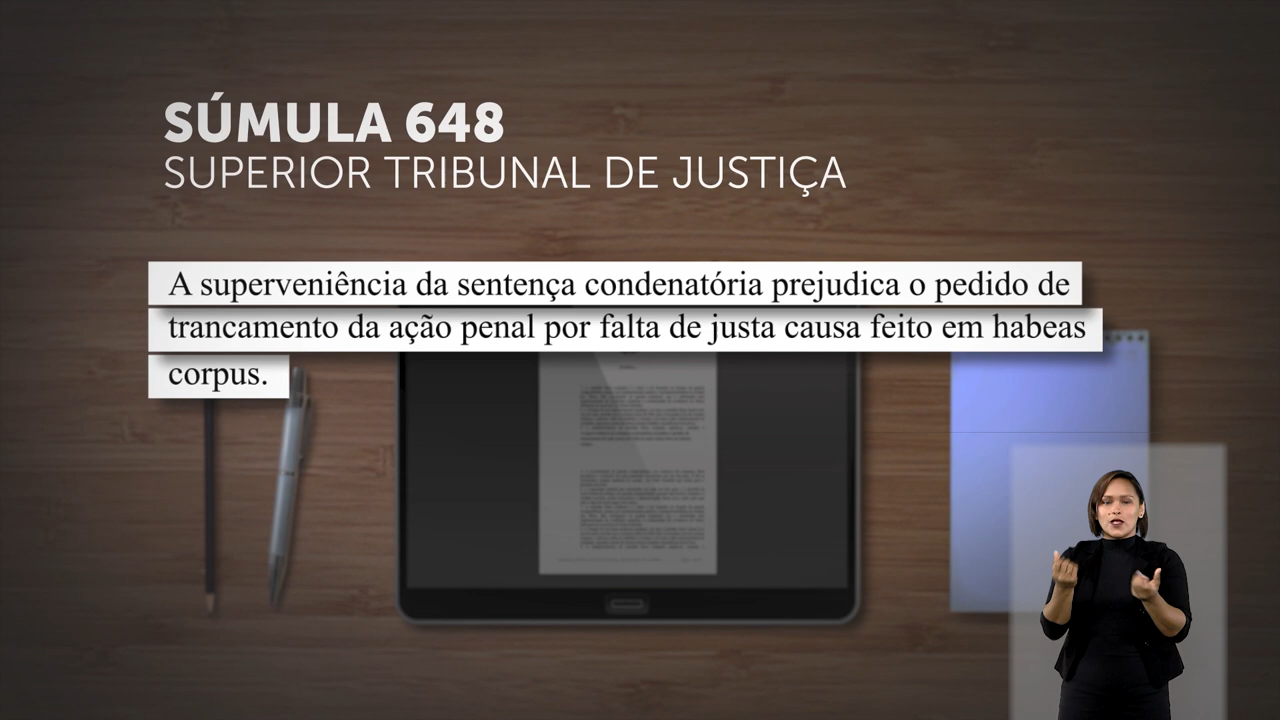 SÚMULA 648
SUPERIOR TRIBUNAL DE JUSTIÇA
A superveniência da sentença condenatória prejudica o pedido de
trancamento da ação penal por falta de justa causa feito em habeas
corpus.